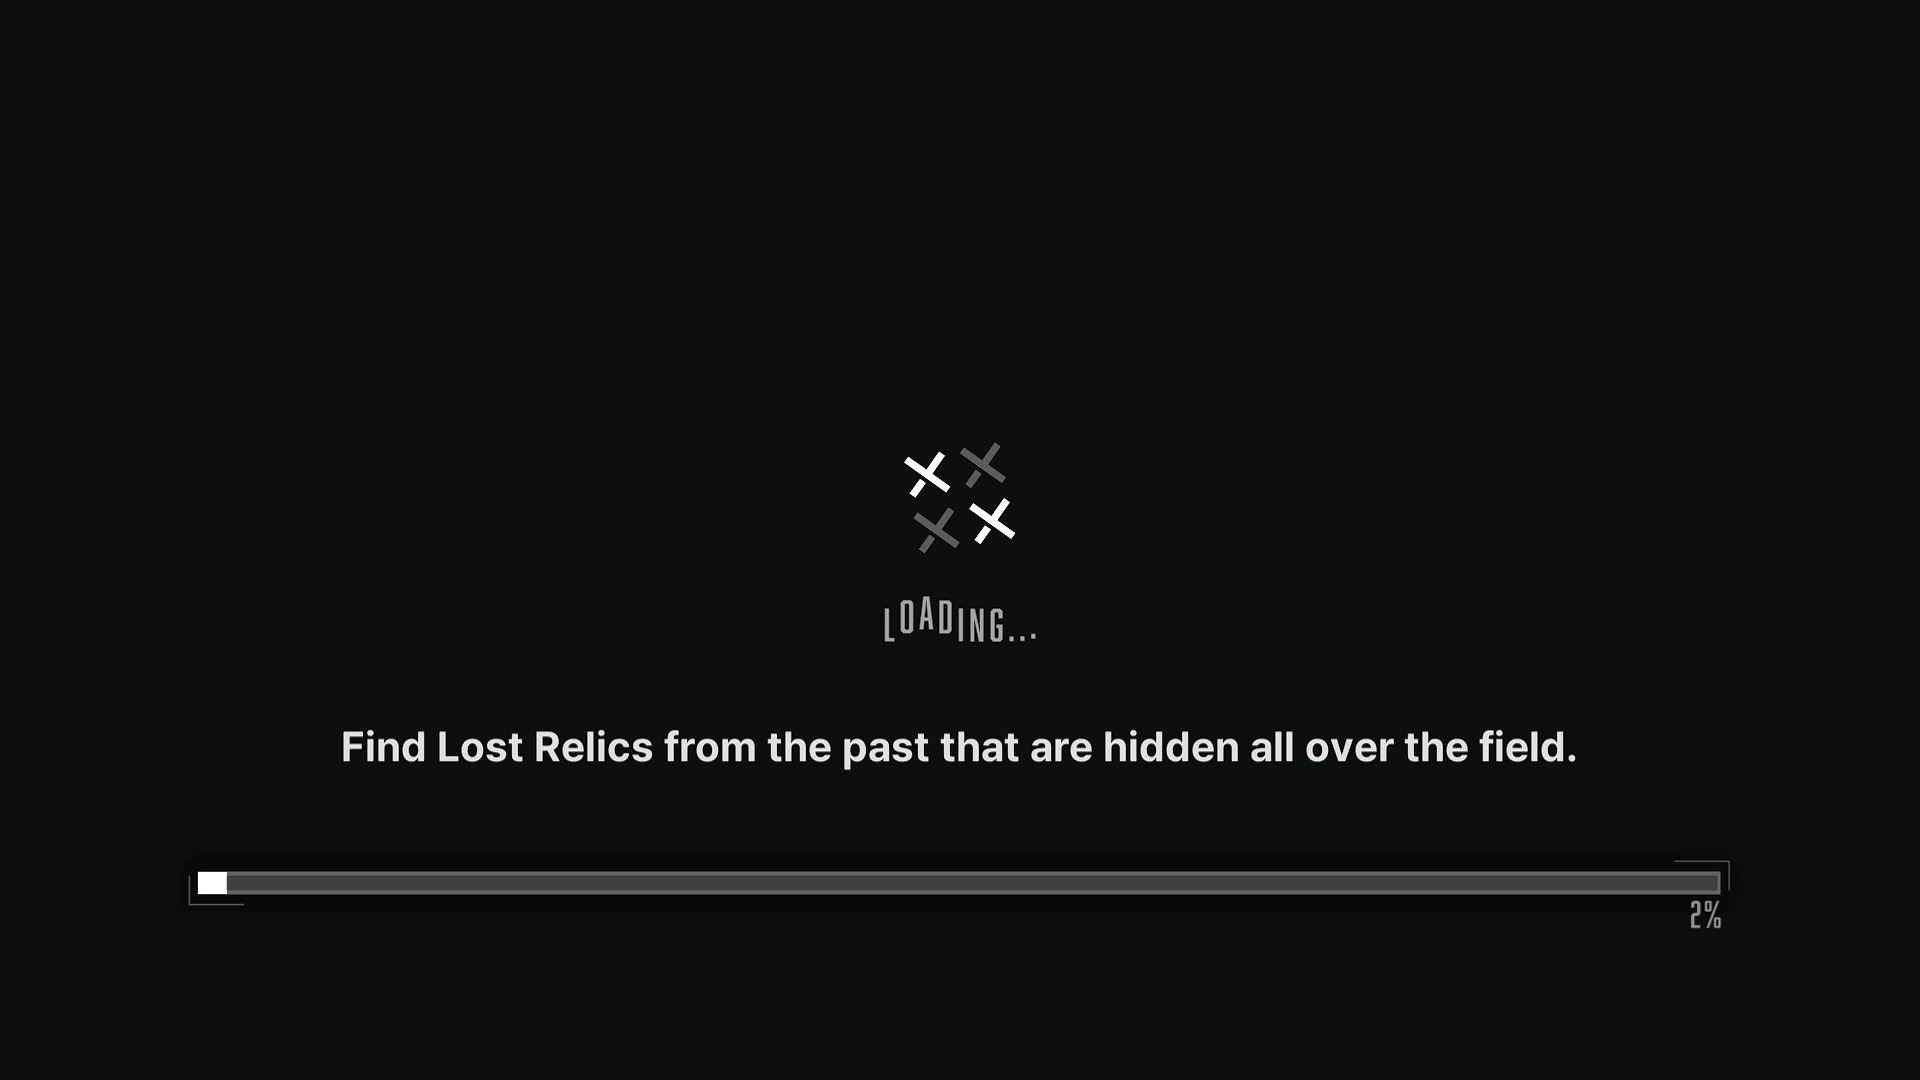 LOADING...
Find Lost Relics from the past that are hidden all over the field.
2%